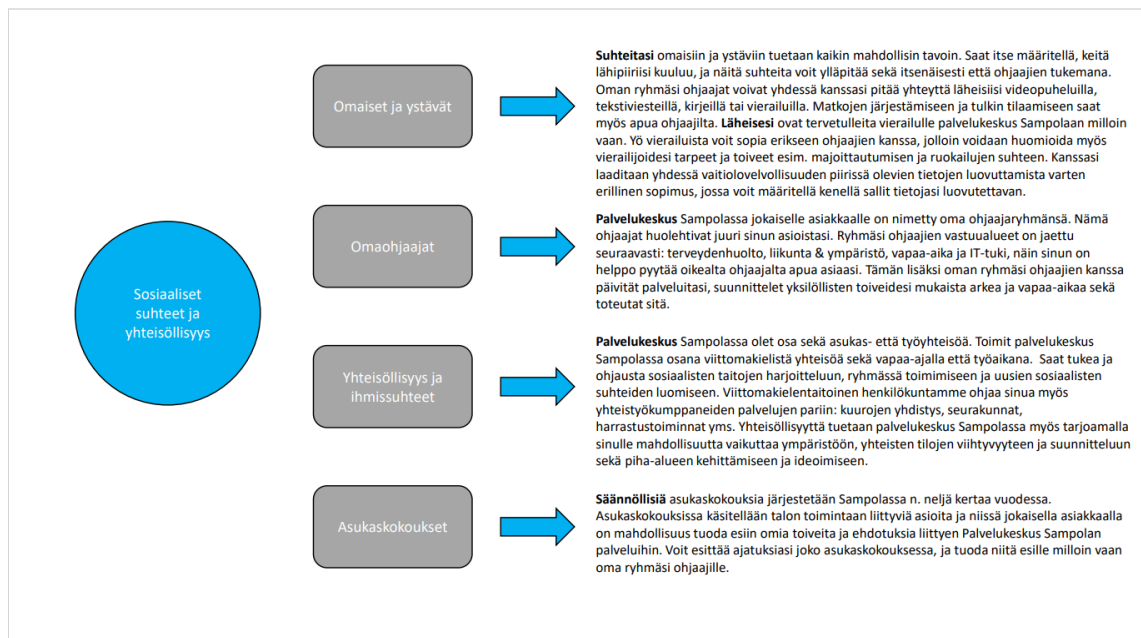 Sosiaaliset
suhteet ja
yhteisöllisyys
Omaiset ja ystävät
Suhteitasi omaisiin ja ystäviin tuetaan kaikin mahdollisin tavoin. Saat itse määritellä, keitä
lähipiiriisi kuuluu, ja näitä suhteita voit ylläpitää sekä itsenäisesti että ohjaajien tukemana.
Oman ryhmäsi ohjaajat voivat yhdessä kanssasi pitää yhteyttä läheisiisi videopuheluilla,
tekstiviesteillä, kirjeillä tai vierailuilla. Matkojen järjestämiseen ja tulkin tilaamiseen saat
myös apua ohjaajilta. Läheisesi ovat tervetulleita vierailulle palvelukeskus Sampolaan milloin
vaan. Yö vierailuista voit sopia erikseen ohjaajien kanssa, jolloin voidaan huomioida myös
vierailijoidesi tarpeet ja toiveet esim. majoittautumisen ja ruokailujen suhteen. Kanssasi
laaditaan yhdessä vaitiolovelvollisuuden piirissä olevien tietojen luovuttamista varten
erillinen sopimus, jossa voit määritellä kenellä sallit tietojasi luovutettavan.
Omaohjaajat
Palvelukeskus Sampolassa jokaiselle asiakkaalle on nimetty oma ohjaajaryhmänsä. Nämä
ohjaajat huolehtivat juuri sinun asioistasi. Ryhmäsi ohjaajien vastuualueet on jaettu
seuraavasti: terveydenhuolto, liikunta & ympäristö, vapaa-aika ja IT-tuki, näin sinun on
helppo pyytää oikealta ohjaajalta apua asiaasi. Tämän lisäksi oman ryhmäsi ohjaajien kanssa
päivität palveluitasi, suunnittelet yksilöllisten toiveidesi mukaista arkea ja vapaa-aikaa sekä
toteutat sitä.
Yhteisöllisyys ja
ihmissuhteet
Palvelukeskus Sampolassa olet osa sekä asukas- että työyhteisöä. Toimit palvelukeskus
Sampolassa osana viittomakielistä yhteisöä sekä vapaa-ajalla että työaikana. Saat tukea ja
ohjausta sosiaalisten taitojen harjoitteluun, ryhmässä toimimiseen ja uusien sosiaalisten
suhteiden luomiseen. Viittomakielentaitoinen henkilökuntamme ohjaa sinua myös
yhteistyökumppaneiden palvelujen pariin: kuurojen yhdistys, seurakunnat,
harrastustoiminnat yms. Yhteisöllisyyttä tuetaan palvelukeskus Sampolassa myös tarjoamalla
sinulle mahdollisuutta vaikuttaa ympäristöön, yhteisten tilojen viihtyvyyteen ja suunnitteluun
sekä piha-alueen kehittämiseen ja ideoimiseen.
Asukaskokoukset
Säännöllisiä asukaskokouksia järjestetään Sampolassa n. neljä kertaa vuodessa.
Asukaskokouksissa käsitellään talon toimintaan liittyviä asioita ja niissä jokaisella asiakkaalla
on mahdollisuus tuoda esiin omia toiveita ja ehdotuksia liittyen Palvelukeskus Sampolan
palveluihin. Voit esittää ajatuksiasi joko asukaskokouksessa, ja tuoda niitä esille milloin vaan
oma ryhmäsi ohjaajille.